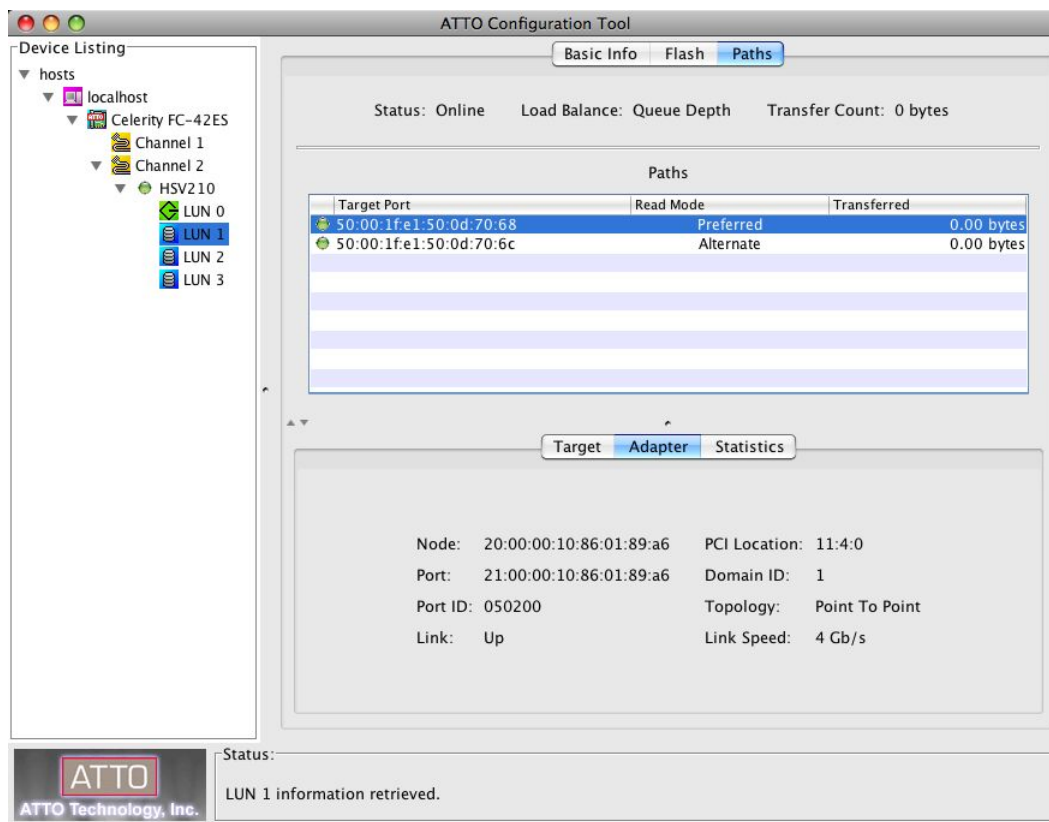 ATTO Configuration Tool
Device Listing
hosts
localhost
Celerity FC-42ES
Channel 1
Channel 2
HSV210
LUN 0
LUN 1
LUN 2
LUN 3
Basic Info Flash Paths
Status: Online Load Balance: Queue Depth Transfer Count: 0 bytes
Paths
Target Port Read Mode Transferred
50:00:1f:e1:50:0d:70:68 Preferred 0.00 bytes
50:00:1f:e1:50:0d:70:6c Alternate 0.00 bytes
Target Adapter Statistics
Node: 20:00:00:10:86:01:89:a6 PCI Location: 11:4:0
Port: 21:00:00:10:86:01:89:a6 Domain ID: 1
Port ID: 050200 Topology: Point To Point
Link: Up Link Speed: 4 Gb/s
ATTO
ATTO Technology, Inc.
Status:
LUN 1 information retrieved.